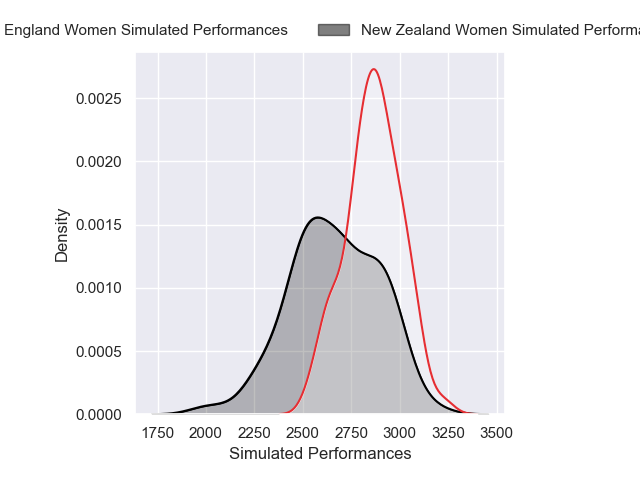 England Women Simulated Performances
New Zealand Women Simulated Performa
0.0025
0.0020
0.0015
0.0010
0.0005
0.0000
Density
1750 2000 2250 2500 2750 3000 3250 3500
Simulated Performances